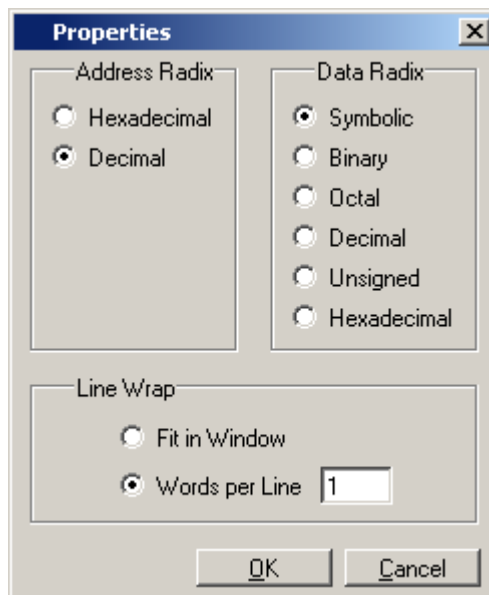 Properties
Address Radix
Hexadecimal
Decimal
Data Radix
Symbolic
Binary
Octal
Decimal
Unsigned
Hexadecimal
Line Wrap
Fit in Window
Words per Line 1
OK Cancel